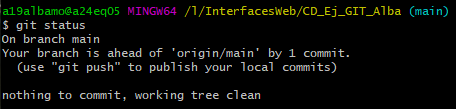 a19albamo@a24eq05 MINGW64 /l/InterfacesWeb/CD_Ej_GIT_Alba (main)
$ git status
On branch main
Your branch is ahead of 'origin/main' by 1 commit.
  (use "git push" to publish your local commits)

nothing to commit, working tree clean